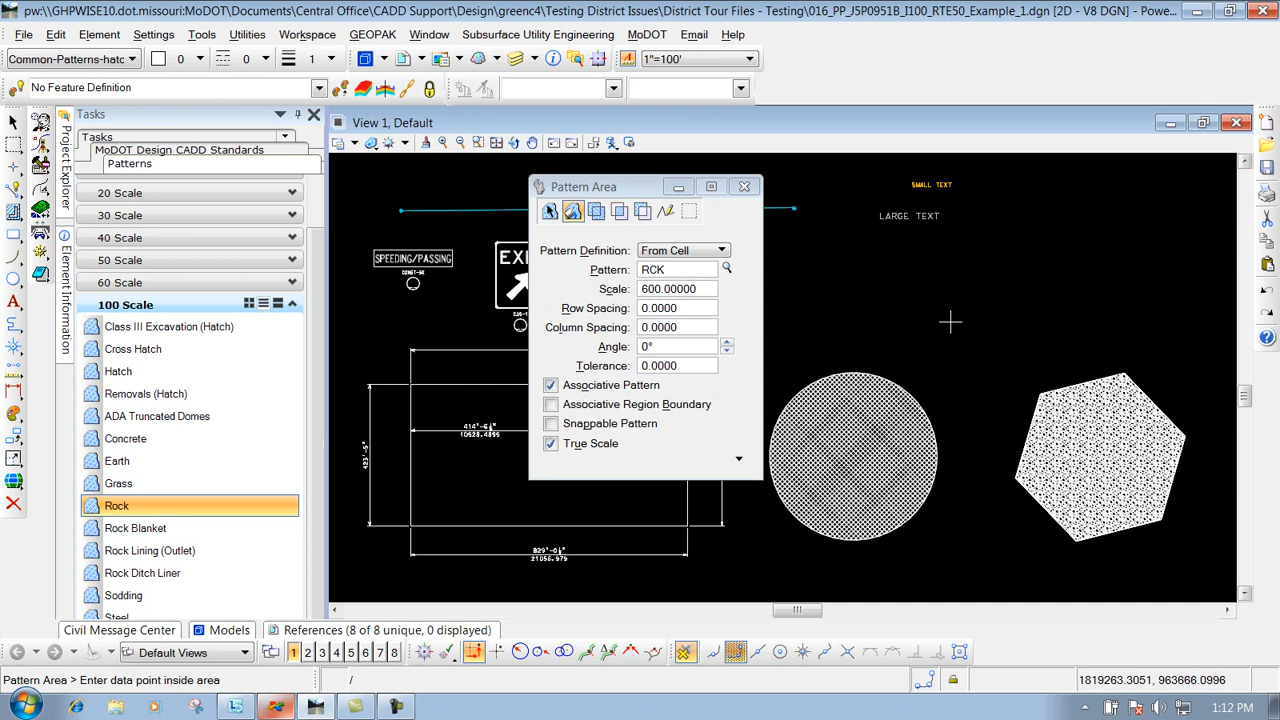 pw:\\GHPWISE10.dot.missouri:MoDOT\Documents\Central Office\CADD Support\Design\greenc4\Testing District Issues\District Tour Files\Testing\016_PP_J5P0951B_I100_RTE50_Example_1.dgn [2D - V8 DGN] - Powe...
File Edit Element Settings Tools Utilities Workspace GEOPAK Window Subsurface Utility Engineering MoDOT Email Help
Common-Patterns-hatc 0 0 1 1"=100'
No Feature Definition
Tasks
Tasks
MoDOT Design CADD Standards
Patterns
Project Explorer
Element Information
20 Scale
30 Scale
40 Scale
50 Scale
60 Scale
100 Scale
Class III Excavation (Hatch)
Cross Hatch
Hatch
Removals (Hatch)
ADA Truncated Domes
Concrete
Earth
Grass
Rock
Rock Blanket
Rock Lining (Outlet)
Rock Ditch Liner
Sodding
Steel
View 1, Default
SMALL TEXT
LARGE TEXT
SPEEDING/PASSING
EXI
Pattern Area
Pattern Definition: From Cell
Pattern: RCK
Scale: 600.00000
Row Spacing: 0.0000
Column Spacing: 0.0000
Angle: 0°
Tolerance: 0.0000
Associative Pattern
Associative Region Boundary
Snappable Pattern
True Scale
Civil Message Center Models References (8 of 8 unique, 0 displayed)
Default Views 1 2 3 4 5 6 7 8
Pattern Area > Enter data point inside area / 1819263.3051, 963666.0996
1:12 PM